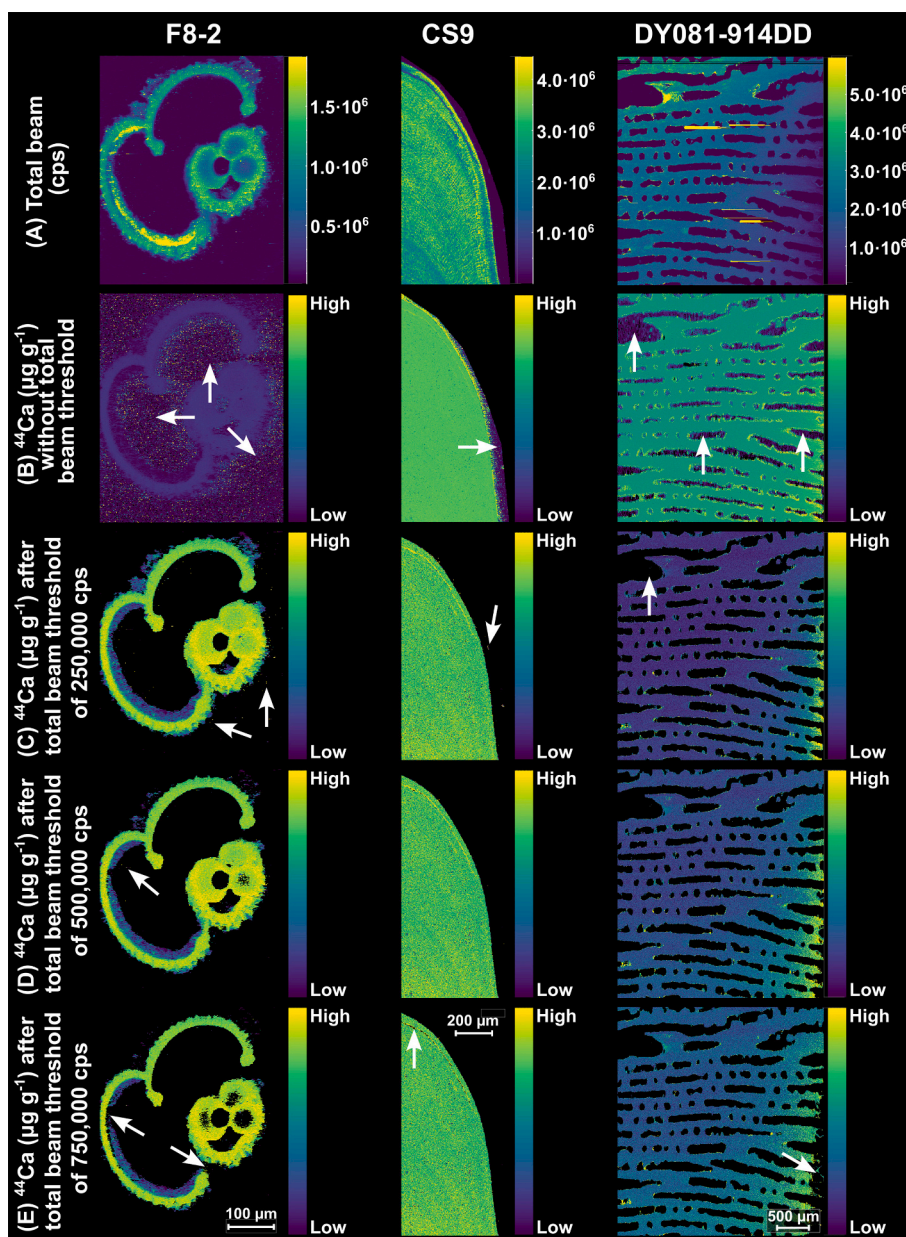 F8-2 CS9 DY081-914DD
(A) Total beam
(cps)
1.5·10⁶
1.0·10⁶
0.5·10⁶
4.0·10⁶
3.0·10⁶
2.0·10⁶
1.0·10⁶
5.0·10⁶
4.0·10⁶
3.0·10⁶
2.0·10⁶
1.0·10⁶
(B) ⁴⁴Ca (µg g⁻¹)
without total
beam threshold
High
Low
High
Low
High
Low
(C) ⁴⁴Ca (µg g⁻¹) after
total beam threshold
of 250,000 cps
High
Low
High
Low
High
Low
(D) ⁴⁴Ca (µg g⁻¹) after
total beam threshold
of 500,000 cps
High
Low
High
Low
High
Low
(E) ⁴⁴Ca (µg g⁻¹) after
total beam threshold
of 750,000 cps
100 µm
High
Low
200 µm
High
Low
500 µm
High
Low